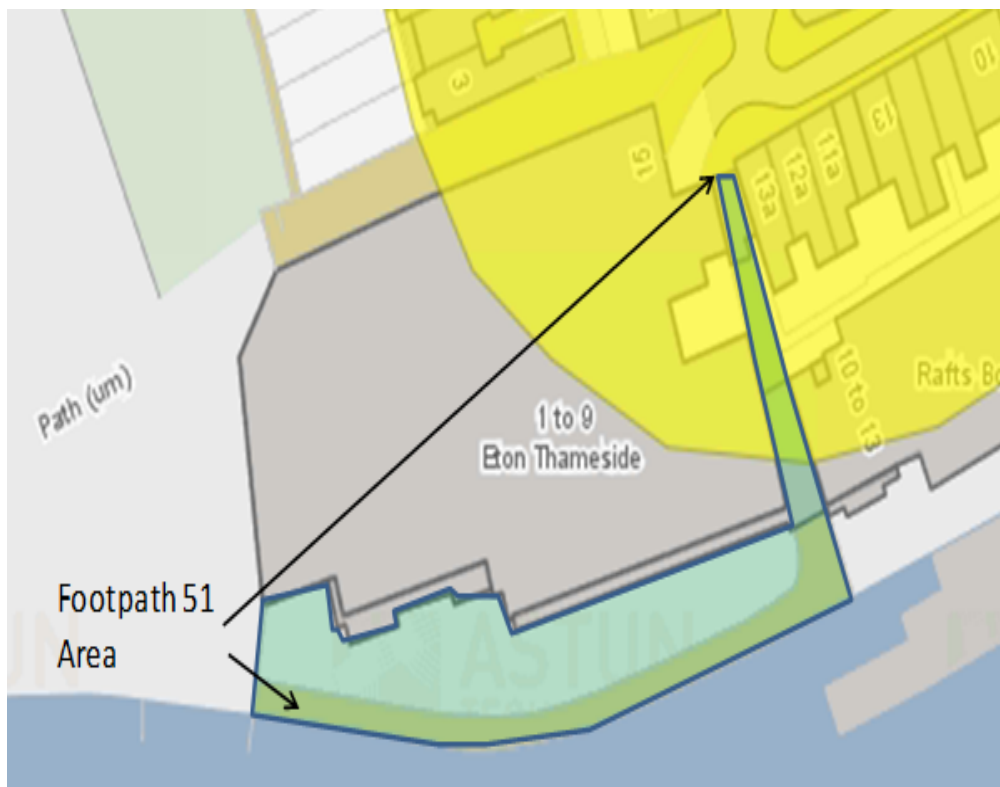 3
15
13a
12a
11a
13
10
Path (um)
1 to 9
Eton Thameside
10 to 13
Rafts Bo
Footpath 51
Area
ASTUN